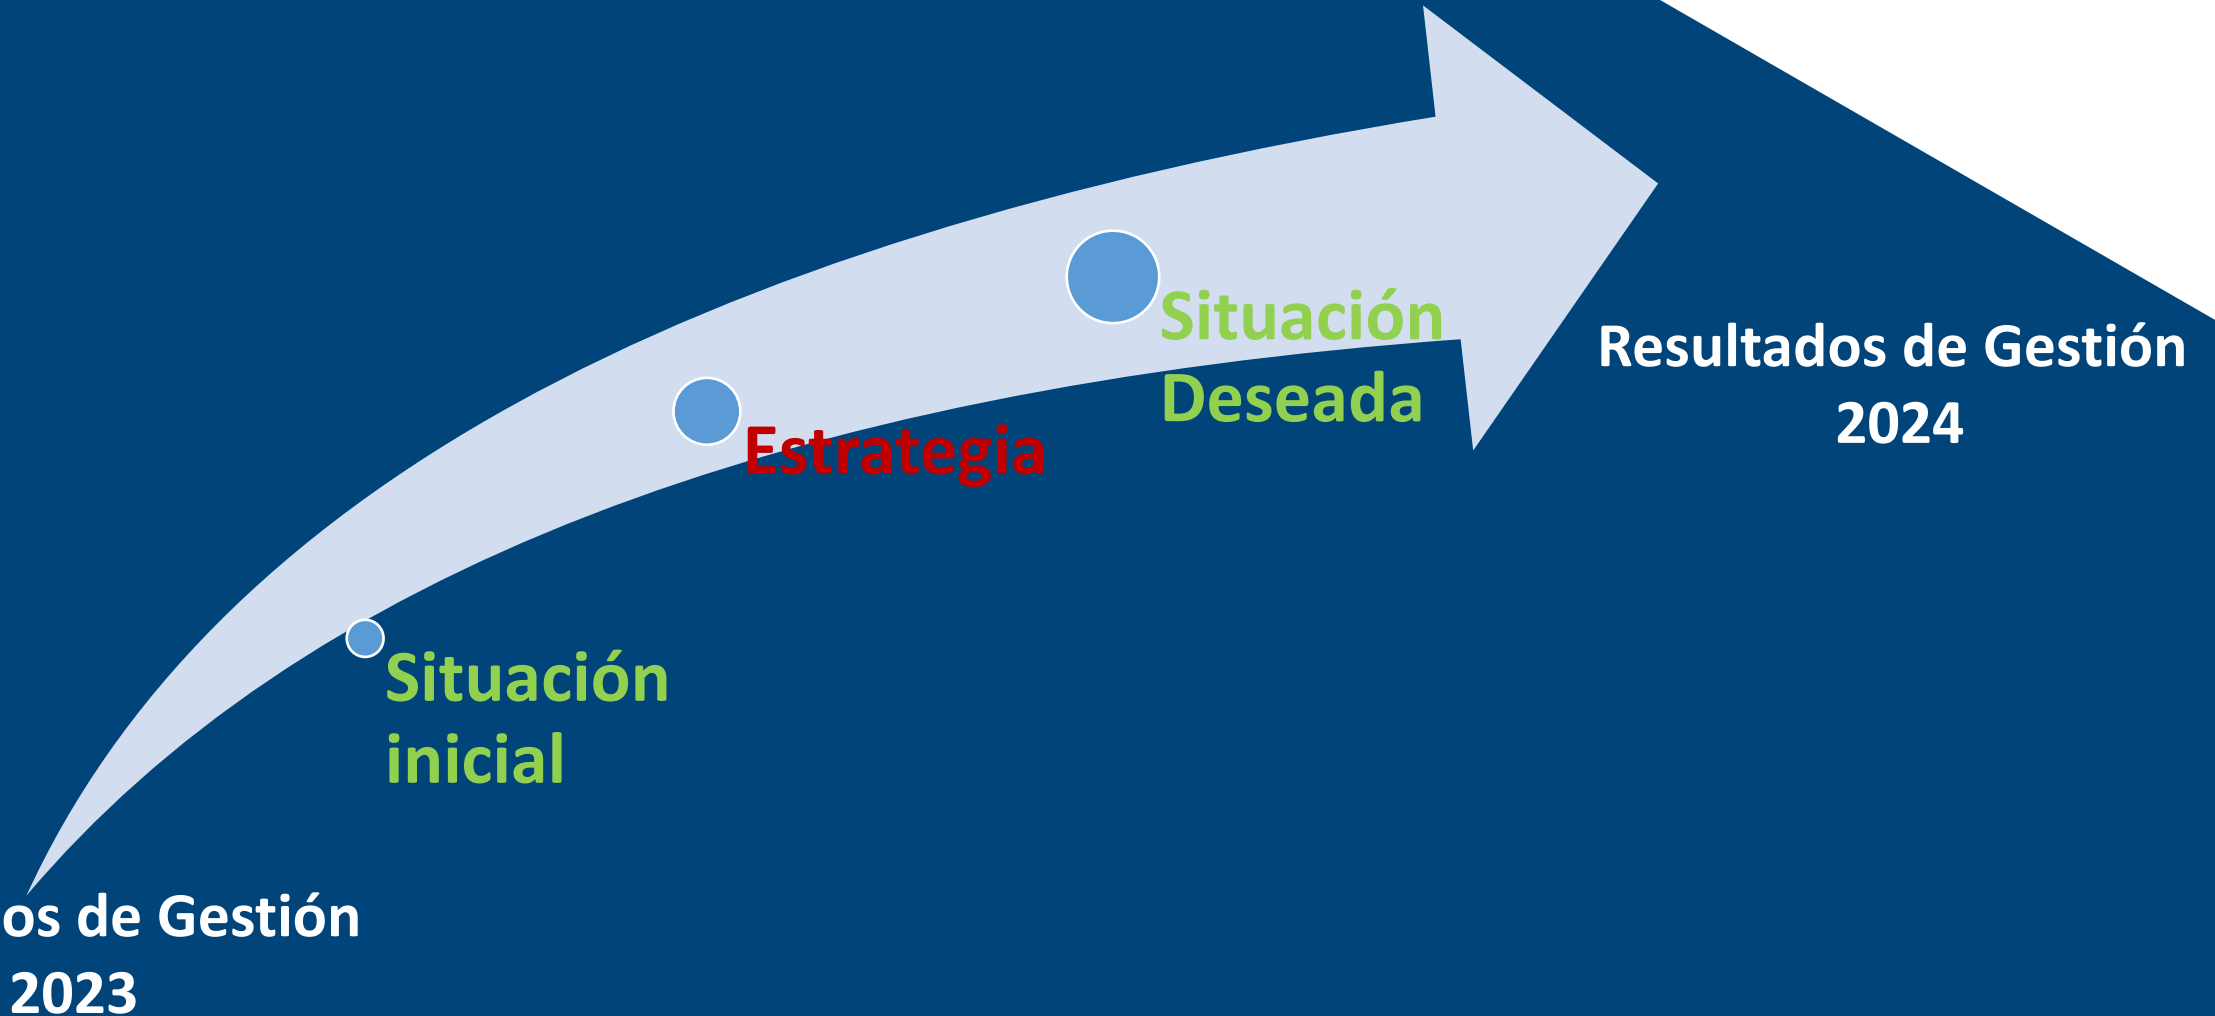 Situación
Deseada
Resultados de Gestión
2024
Estrategia
Situación
inicial
os de Gestión
2023